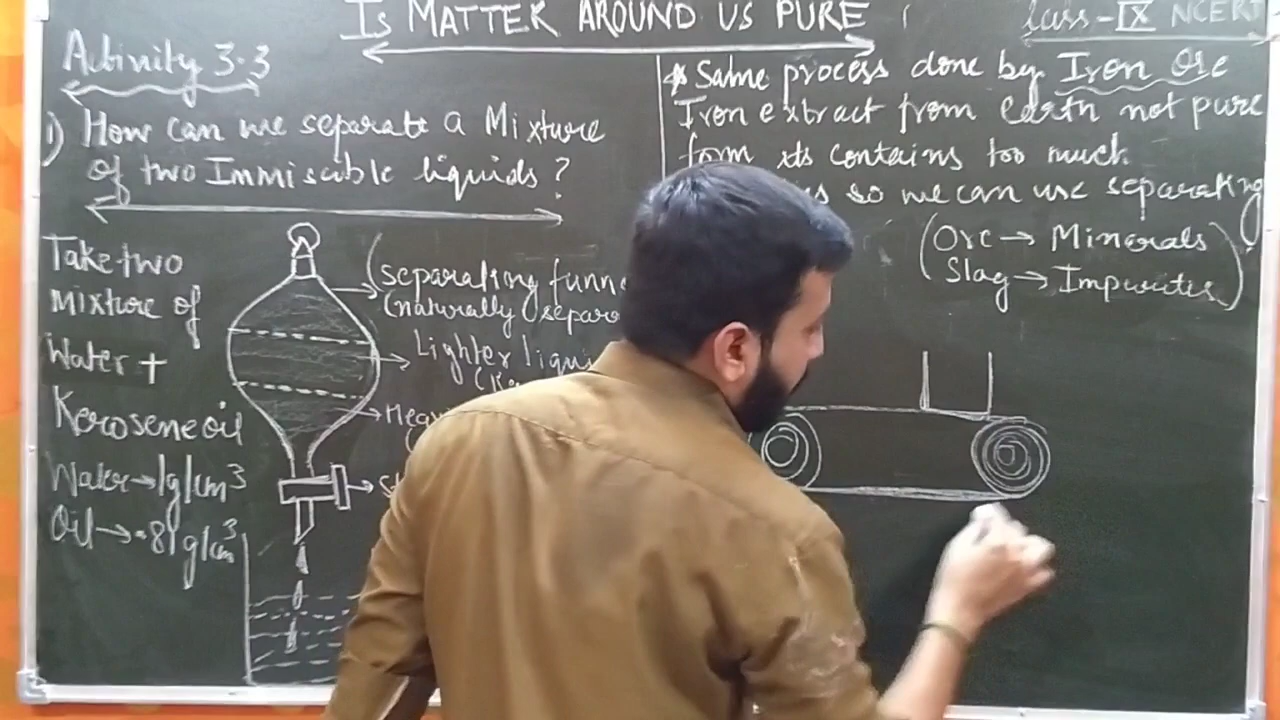 Is MATTER AROUND US PURE
Class-IX NCERT
Activity 3.3
1) How can we separate a Mixture
of two Immiscible liquids?
Take two
Mixture of
Water +
Kerosene oil
Water → 1g/cm³
Oil → .81g/cm³
(separating funn
(naturally separa
Lighter liqui
Heav
* Same process done by Iron Ore
Iron extract from earth not pure
form its contains too much
so we can use separating
(Ore → Minerals
Slag → Impurites)